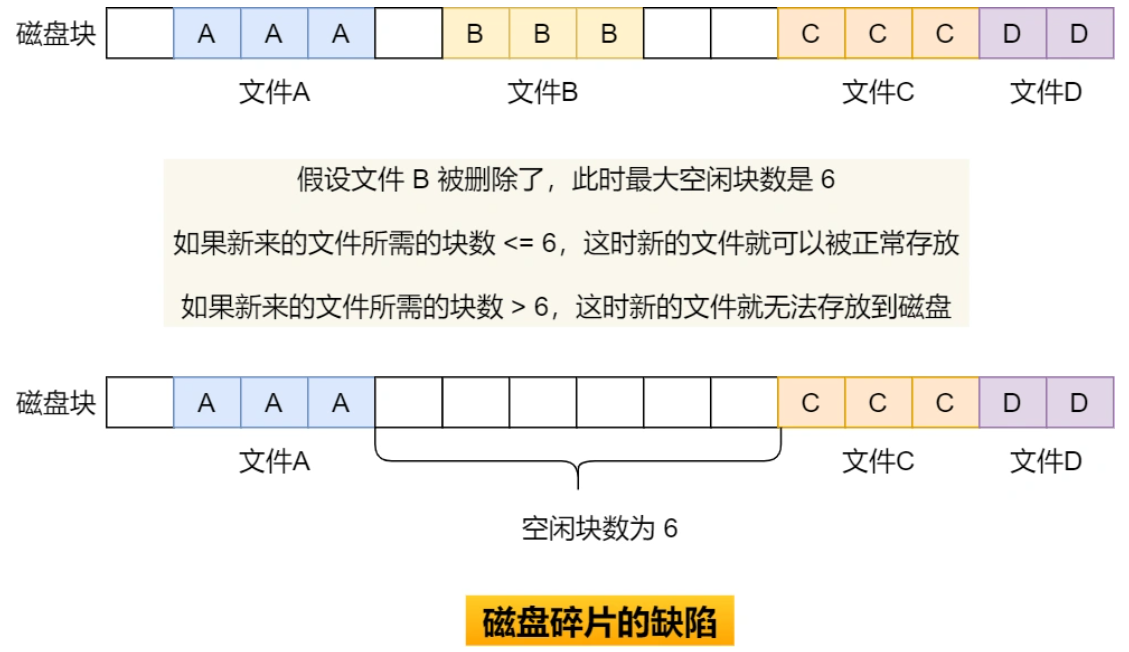 磁盘块 A A A B B B C C C D D
文件A 文件B 文件C 文件D
假设文件 B 被删除了，此时最大空闲块数是 6
如果新来的文件所需的块数 <= 6，这时新的文件就可以被正常存放
如果新来的文件所需的块数 > 6，这时新的文件就无法存放到磁盘
磁盘块 A A A C C C D D
文件A 文件C 文件D
空闲块数为 6
磁盘碎片的缺陷